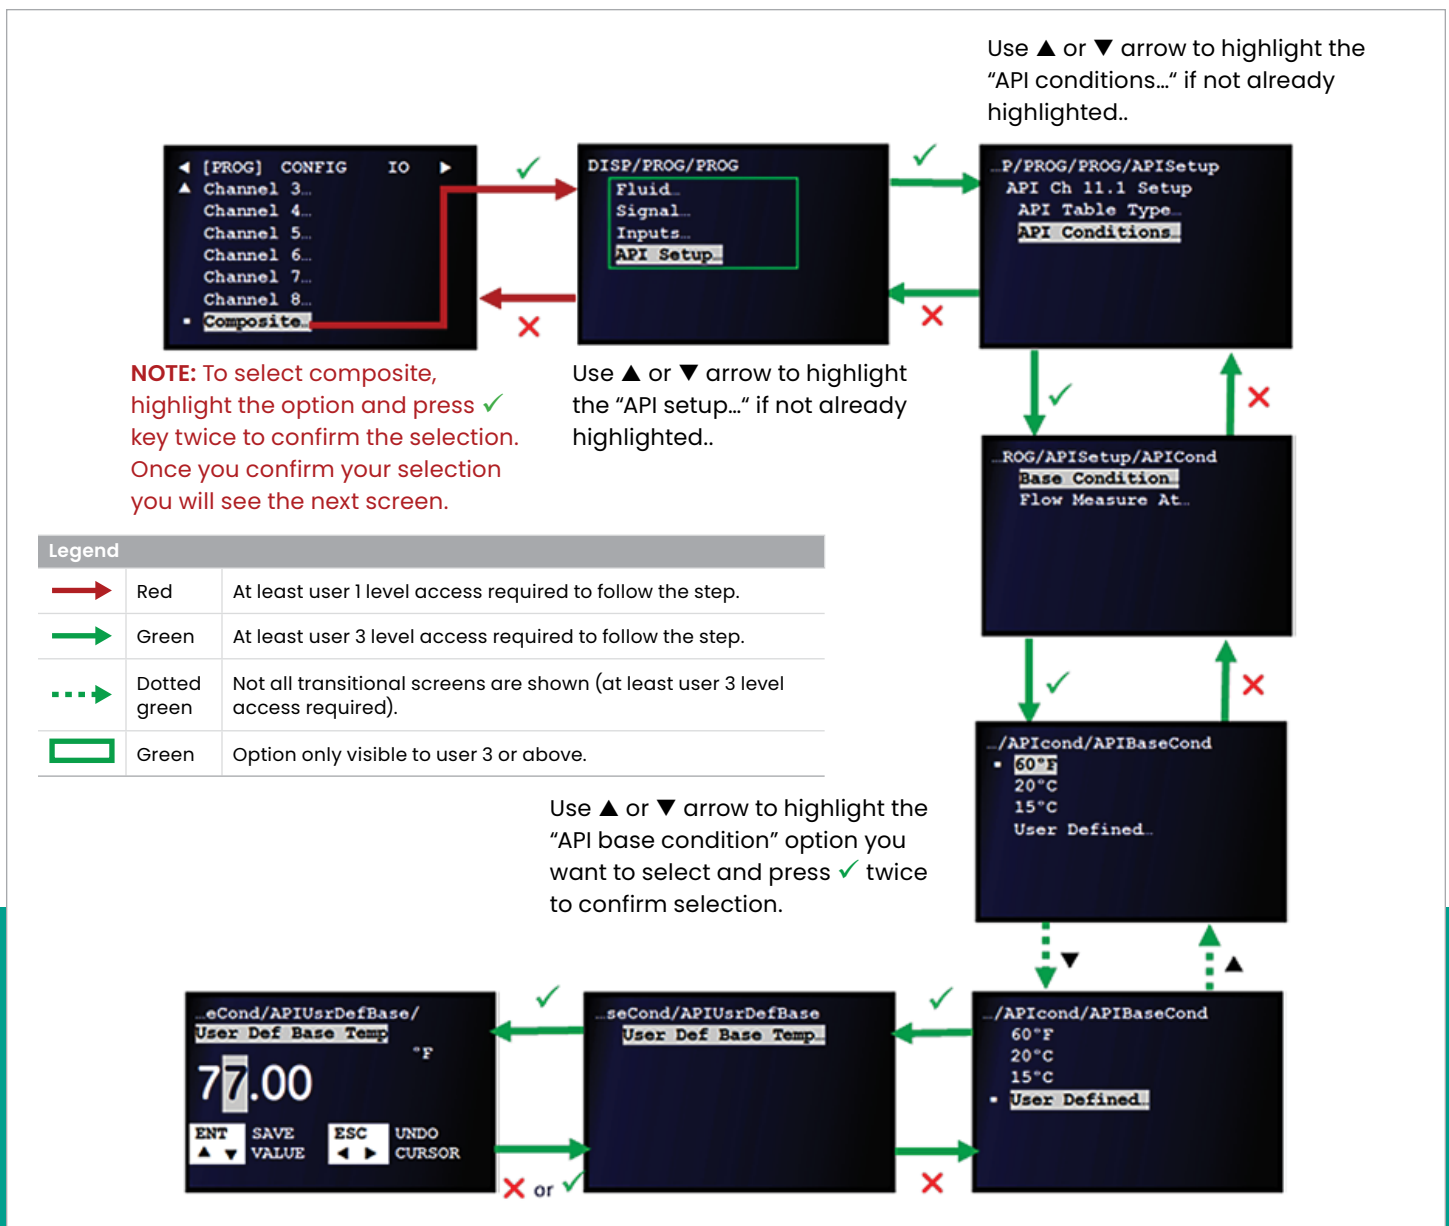 Use ▲ or ▼ arrow to highlight the
“API conditions…“ if not already
highlighted..
◀ [PROG] CONFIG IO ▶
▲ Channel 3…
Channel 4…
Channel 5…
Channel 6…
Channel 7…
Channel 8…
▪ Composite…
✓
✕
DISP/PROG/PROG
Fluid…
Signal…
Inputs…
API Setup…
✓
✕
…P/PROG/PROG/APISetup
API Ch 11.1 Setup
API Table Type…
API Conditions…
NOTE: To select composite,
highlight the option and press ✓
key twice to confirm the selection.
Once you confirm your selection
you will see the next screen.
Use ▲ or ▼ arrow to highlight
the “API setup…“ if not already
highlighted..
✓
✕
…ROG/APISetup/APICond
Base Condition…
Flow Measure At…
Legend
Red At least user 1 level access required to follow the step.
Green At least user 3 level access required to follow the step.
Dotted
green
Not all transitional screens are shown (at least user 3 level
access required).
Green Option only visible to user 3 or above.
✓
✕
…/APIcond/APIBaseCond
▪ 60°F
20°C
15°C
User Defined…
Use ▲ or ▼ arrow to highlight the
“API base condition” option you
want to select and press ✓ twice
to confirm selection.
▼
▲
…eCond/APIUsrDefBase/
User Def Base Temp
°F
77.00
ENT SAVE ESC UNDO
▲ ▼ VALUE ◀ ▶ CURSOR
✓
✕ or ✓
…seCond/APIUsrDefBase
User Def Base Temp…
✓
✕
…/APIcond/APIBaseCond
60°F
20°C
15°C
▪ User Defined…